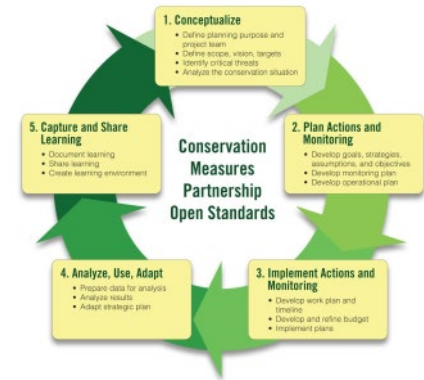 1. Conceptualize
• Define planning purpose and
project team
• Define scope, vision, targets
• Identify critical threats
• Analyze the conservation situation
2. Plan Actions and
Monitoring
• Develop goals, strategies,
assumptions, and objectives
• Develop monitoring plan
• Develop operational plan
3. Implement Actions and
Monitoring
• Develop work plan and
timeline
• Develop and refine budget
• Implement plans
4. Analyze, Use, Adapt
• Prepare data for analysis
• Analyze results
• Adapt strategic plan
5. Capture and Share
Learning
• Document learning
• Share learning
• Create learning environment
Conservation
Measures
Partnership
Open Standards